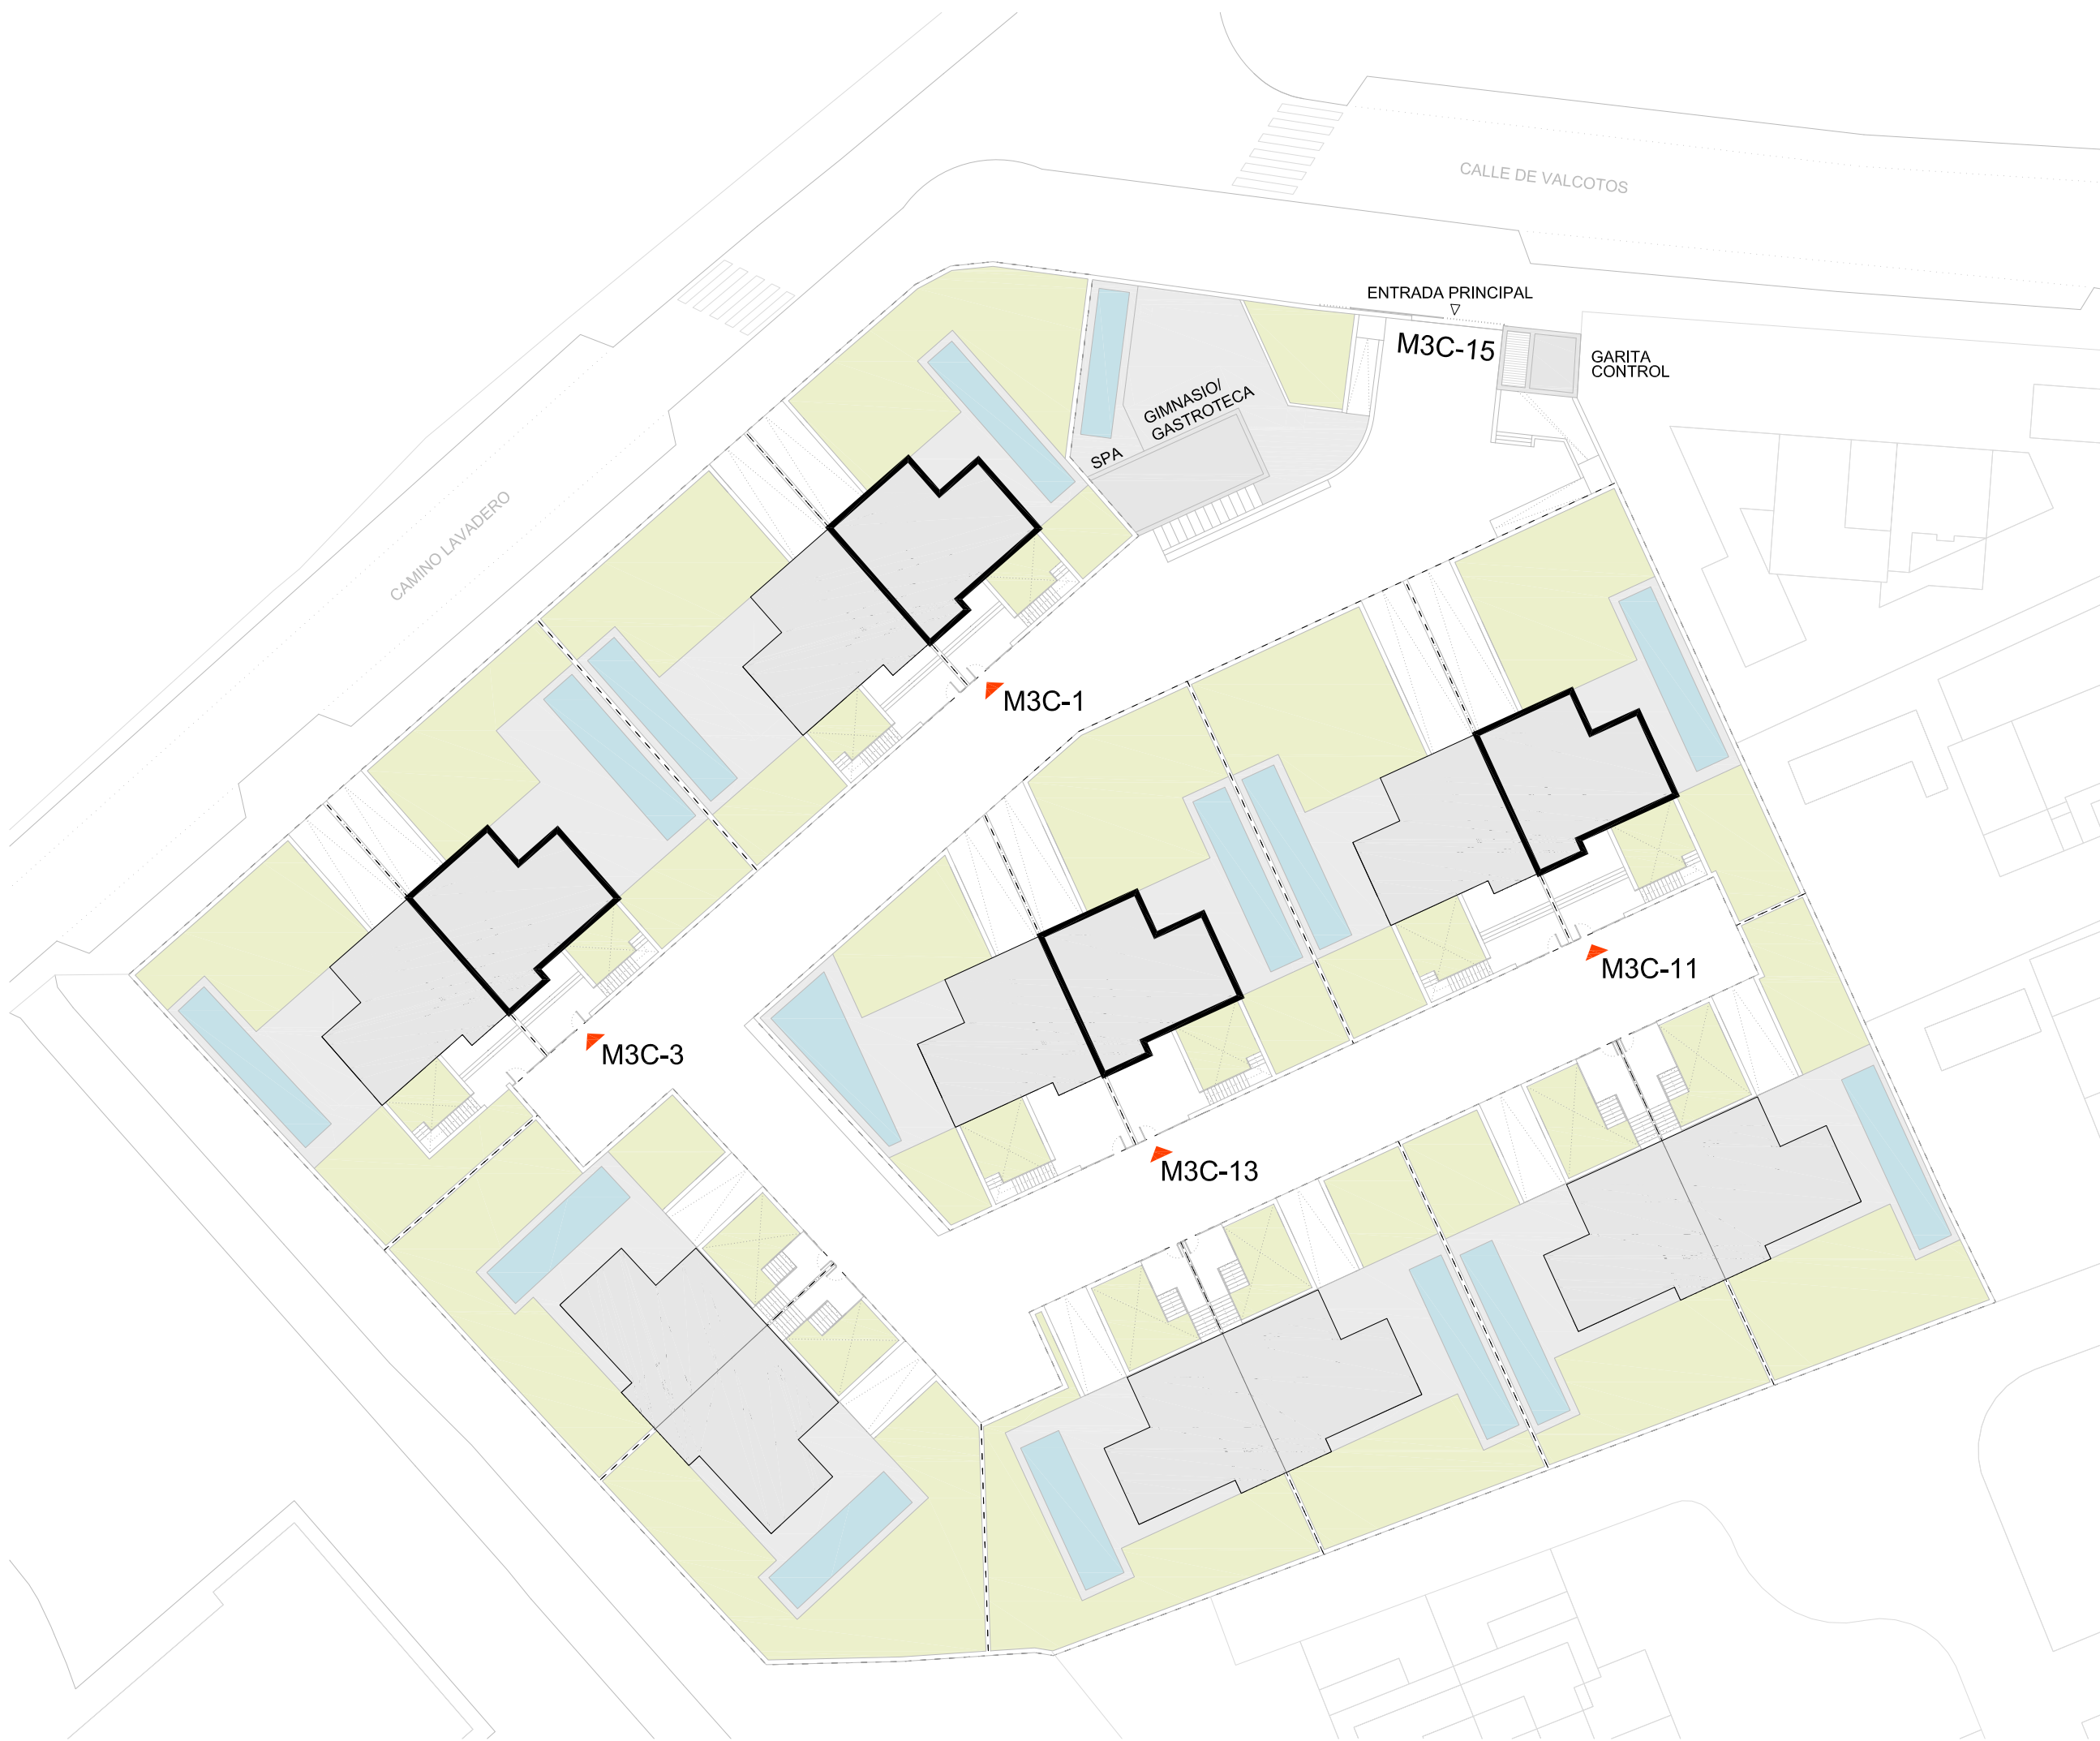 CALLE DE VALCOTOS
ENTRADA PRINCIPAL
M3C-15
GARITA
CONTROL
GIMNASIO/
GASTROTECA
SPA
CAMINO LAVADERO
M3C-1
M3C-11
M3C-3
M3C-13